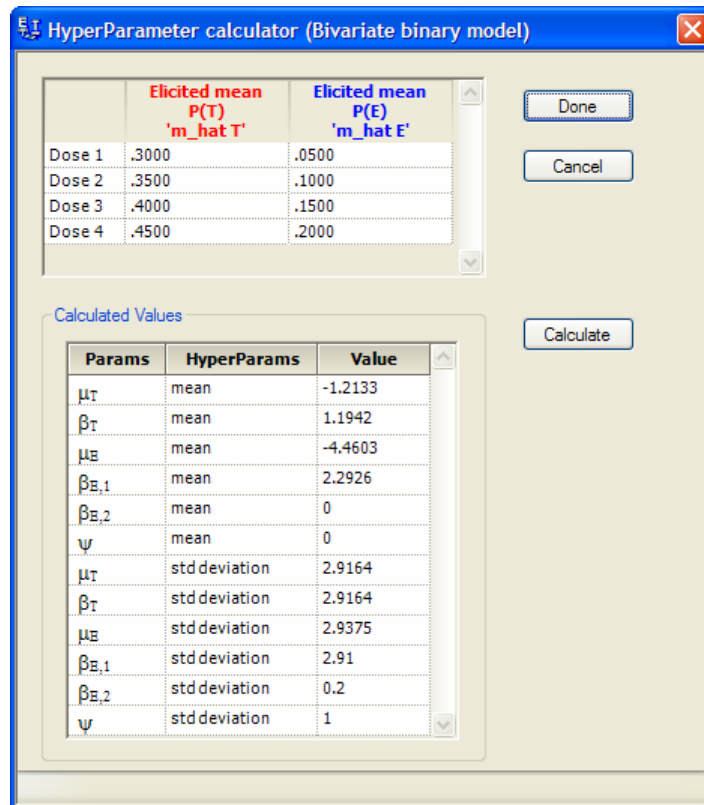 HyperParameter calculator (Bivariate binary model)
Elicited mean P(T) 'm_hat T' Elicited mean P(E) 'm_hat E'
Dose 1 .3000 .0500
Dose 2 .3500 .1000
Dose 3 .4000 .1500
Dose 4 .4500 .2000
Done
Cancel
Calculated Values
Calculate
Params HyperParams Value
μT mean -1.2133
βT mean 1.1942
μE mean -4.4603
βE,1 mean 2.2926
βE,2 mean 0
ψ mean 0
μT std deviation 2.9164
βT std deviation 2.9164
μE std deviation 2.9375
βE,1 std deviation 2.91
βE,2 std deviation 0.2
ψ std deviation 1